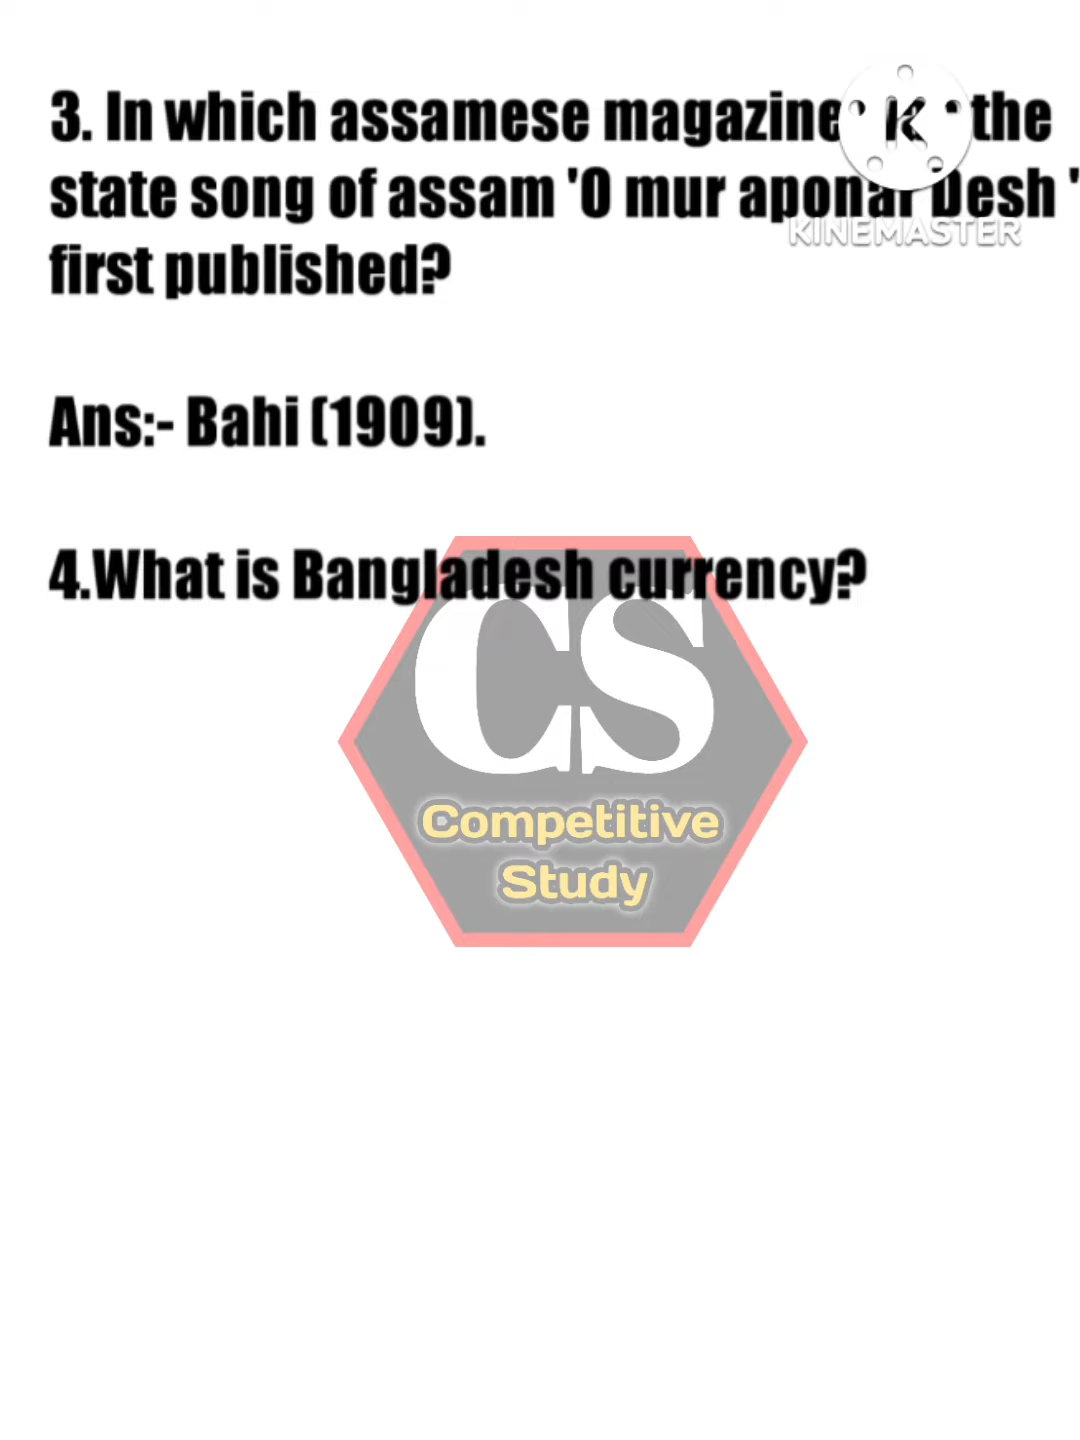 3. In which assamese magazine the
state song of assam 'O mur aponar Desh '
first published?
Ans:- Bahi (1909).
4.What is Bangladesh currency?
K
KINEMASTER
CS
Competitive
Study